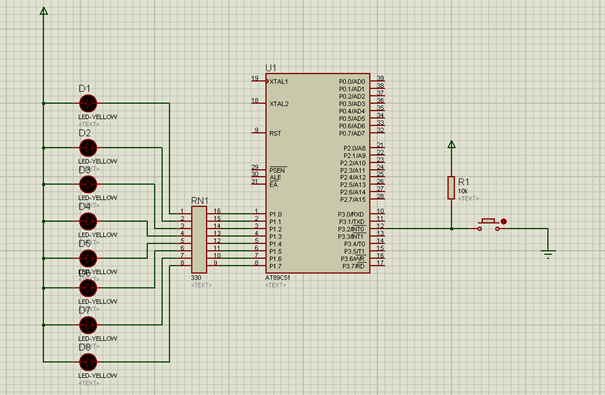 U1
19 XTAL1
18 XTAL2
9 RST
29 PSEN
30 ALE
31 EA
1 P1.0
2 P1.1
3 P1.2
4 P1.3
5 P1.4
6 P1.5
7 P1.6
8 P1.7
P0.0/AD0 39
P0.1/AD1 38
P0.2/AD2 37
P0.3/AD3 36
P0.4/AD4 35
P0.5/AD5 34
P0.6/AD6 33
P0.7/AD7 32
P2.0/A8 21
P2.1/A9 22
P2.2/A10 23
P2.3/A11 24
P2.4/A12 25
P2.5/A13 26
P2.6/A14 27
P2.7/A15 28
P3.0/RXD 10
P3.1/TXD 11
P3.2/INT0 12
P3.3/INT1 13
P3.4/T0 14
P3.5/T1 15
P3.6/WR 16
P3.7/RD 17
AT89C51
<TEXT>
D1
LED-YELLOW
<TEXT>
D2
LED-YELLOW
<TEXT>
D3
LED-YELLOW
<TEXT>
D4
LED-YELLOW
<TEXT>
D5
LED-YELLOW
<TEXT>
D6
LED-YELLOW
<TEXT>
D7
LED-YELLOW
<TEXT>
D8
LED-YELLOW
<TEXT>
RN1
1 16
2 15
3 14
4 13
5 12
6 11
7 10
8 9
330
<TEXT>
R1
10k
<TEXT>